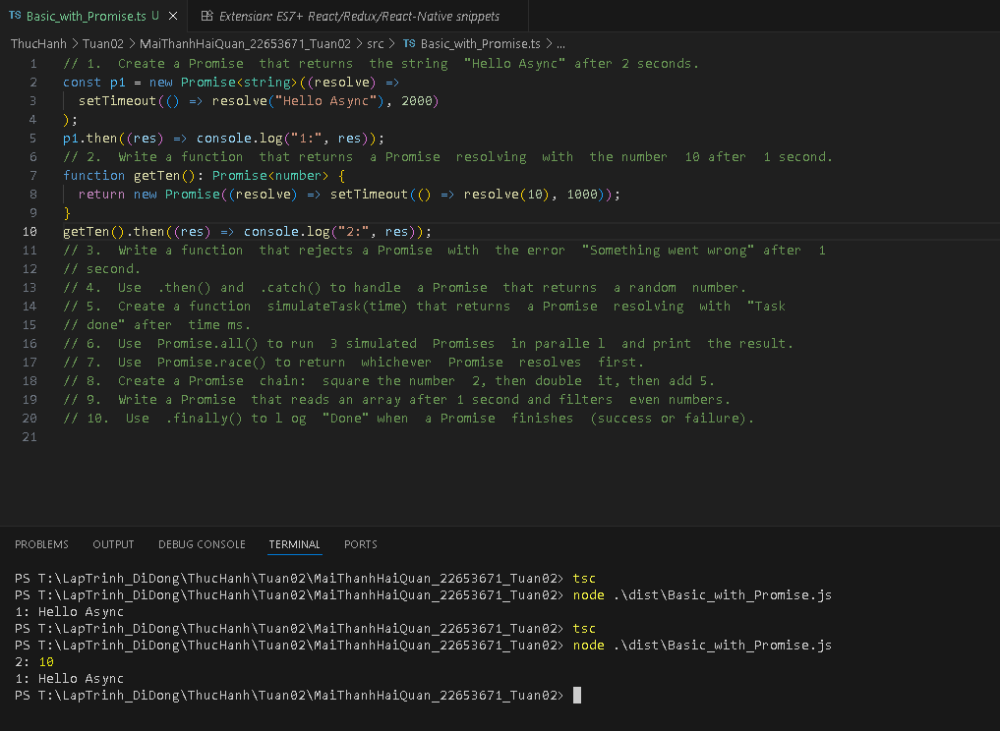 TS Basic_with_Promise.ts U × Extension: ES7+ React/Redux/React-Native snippets
ThucHanh > Tuan02 > MaiThanhHaiQuan_22653671_Tuan02 > src > TS Basic_with_Promise.ts > ...
1 // 1. Create a Promise that returns the string "Hello Async" after 2 seconds.
2 const p1 = new Promise<string>((resolve) =>
3 setTimeout(() => resolve("Hello Async"), 2000)
4 );
5 p1.then((res) => console.log("1:", res));
6 // 2. Write a function that returns a Promise resolving with the number 10 after 1 second.
7 function getTen(): Promise<number> {
8 return new Promise((resolve) => setTimeout(() => resolve(10), 1000));
9 }
10 getTen().then((res) => console.log("2:", res));
11 // 3. Write a function that rejects a Promise with the error "Something went wrong" after 1
12 // second.
13 // 4. Use .then() and .catch() to handle a Promise that returns a random number.
14 // 5. Create a function simulateTask(time) that returns a Promise resolving with "Task
15 // done" after time ms.
16 // 6. Use Promise.all() to run 3 simulated Promises in paralle l and print the result.
17 // 7. Use Promise.race() to return whichever Promise resolves first.
18 // 8. Create a Promise chain: square the number 2, then double it, then add 5.
19 // 9. Write a Promise that reads an array after 1 second and filters even numbers.
20 // 10. Use .finally() to l og "Done" when a Promise finishes (success or failure).
21
PROBLEMS OUTPUT DEBUG CONSOLE TERMINAL PORTS
PS T:\LapTrinh_DiDong\ThucHanh\Tuan02\MaiThanhHaiQuan_22653671_Tuan02> tsc
PS T:\LapTrinh_DiDong\ThucHanh\Tuan02\MaiThanhHaiQuan_22653671_Tuan02> node .\dist\Basic_with_Promise.js
1: Hello Async
PS T:\LapTrinh_DiDong\ThucHanh\Tuan02\MaiThanhHaiQuan_22653671_Tuan02> tsc
PS T:\LapTrinh_DiDong\ThucHanh\Tuan02\MaiThanhHaiQuan_22653671_Tuan02> node .\dist\Basic_with_Promise.js
2: 10
1: Hello Async
PS T:\LapTrinh_DiDong\ThucHanh\Tuan02\MaiThanhHaiQuan_22653671_Tuan02>